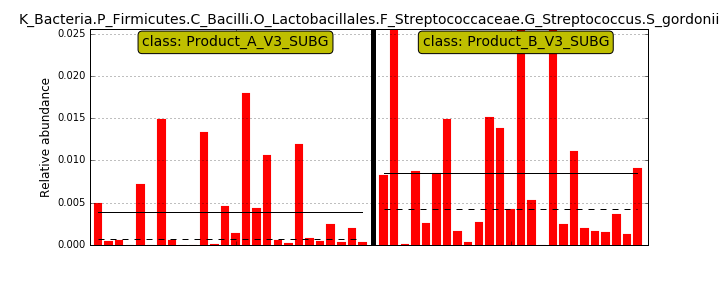 K_Bacteria.P_Firmicutes.C_Bacilli.O_Lactobacillales.F_Streptococcaceae.G_Streptococcus.S_gordonii
class: Product_A_V3_SUBG
class: Product_B_V3_SUBG
Relative abundance
0.025
0.020
0.015
0.010
0.005
0.000